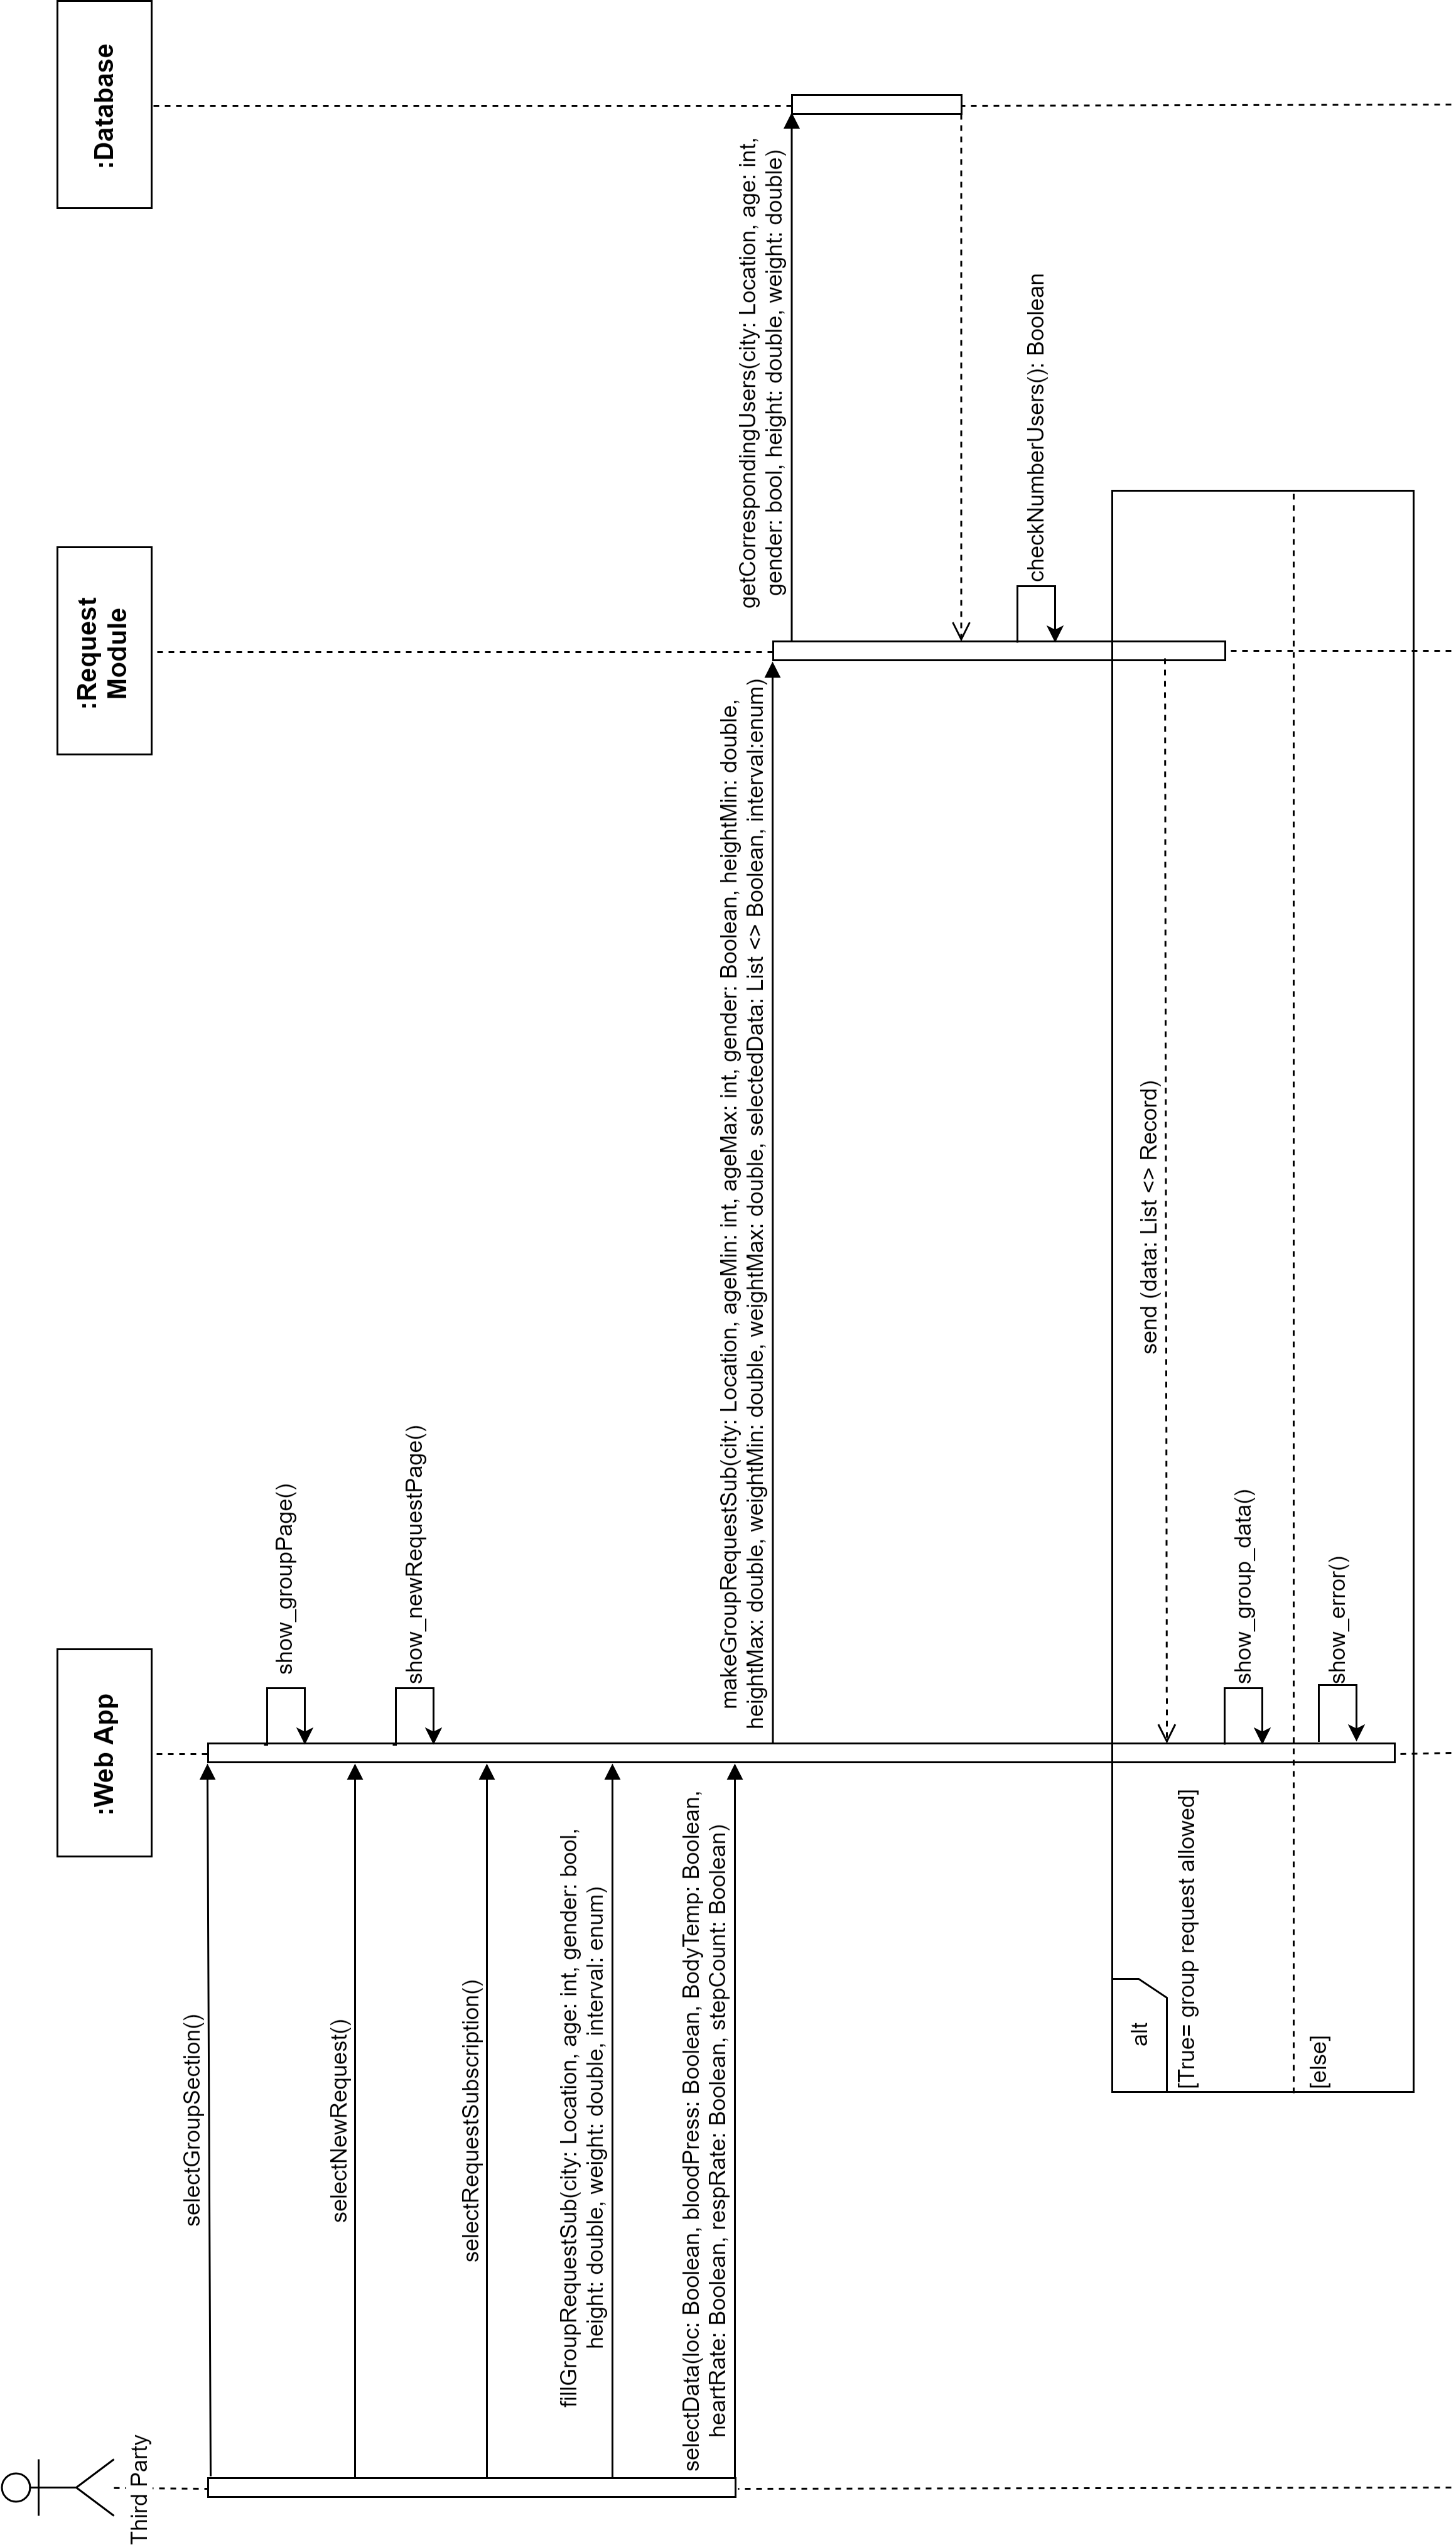 Third Party
:Web App
:Request
Module
:Database
selectGroupSection()
show_groupPage()
selectNewRequest()
show_newRequestPage()
selectRequestSubscription()
fillGroupRequestSub(city: Location, age: int, gender: bool,
height: double, weight: double, interval: enum)
selectData(loc: Boolean, bloodPress: Boolean, BodyTemp: Boolean,
heartRate: Boolean, respRate: Boolean, stepCount: Boolean)
makeGroupRequestSub(city: Location, ageMin: int, ageMax: int, gender: Boolean, heightMin: double,
heightMax: double, weightMin: double, weightMax: double, selectedData: List <> Boolean, interval:enum)
getCorrespondingUsers(city: Location, age: int,
gender: bool, height: double, weight: double)
checkNumberUsers(): Boolean
alt
send (data: List <> Record)
[True= group request allowed]
show_group_data()
[else]
show_error()